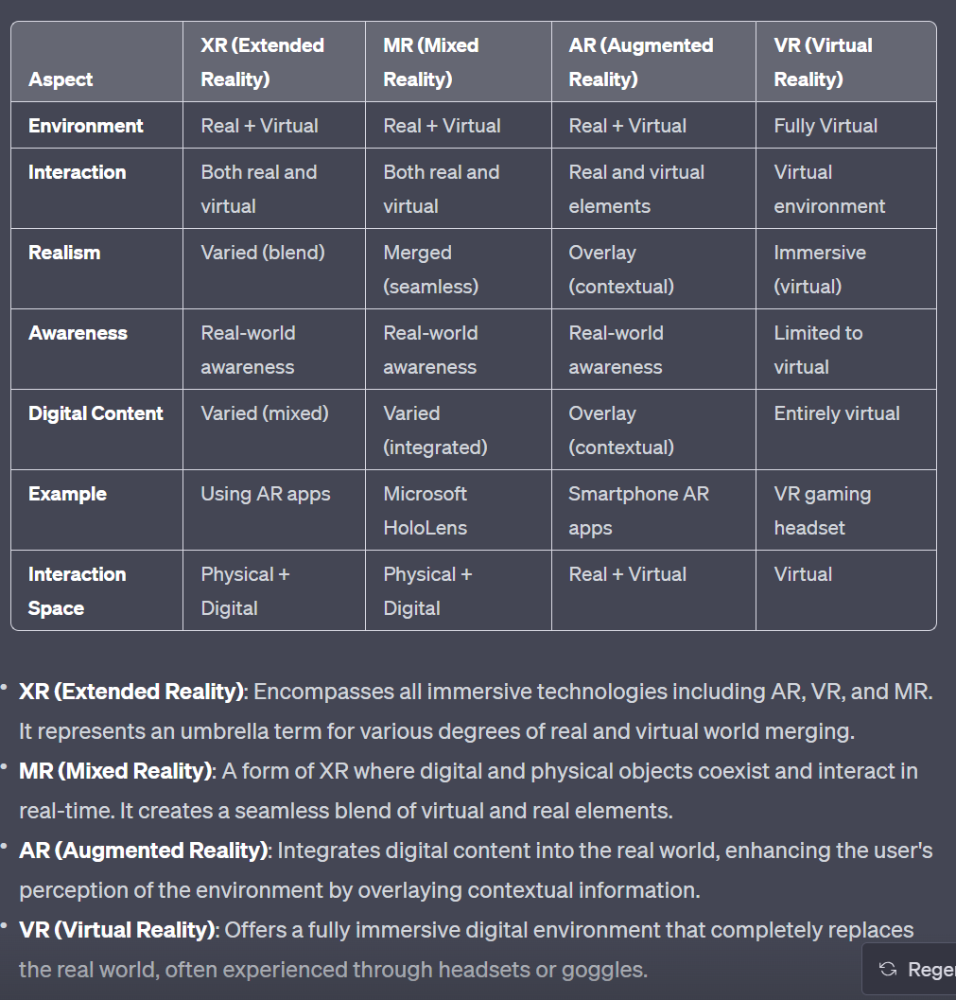 Aspect XR (Extended Reality) MR (Mixed Reality) AR (Augmented Reality) VR (Virtual Reality)
Environment Real + Virtual Real + Virtual Real + Virtual Fully Virtual
Interaction Both real and virtual Both real and virtual Real and virtual elements Virtual environment
Realism Varied (blend) Merged (seamless) Overlay (contextual) Immersive (virtual)
Awareness Real-world awareness Real-world awareness Real-world awareness Limited to virtual
Digital Content Varied (mixed) Varied (integrated) Overlay (contextual) Entirely virtual
Example Using AR apps Microsoft HoloLens Smartphone AR apps VR gaming headset
Interaction Space Physical + Digital Physical + Digital Real + Virtual Virtual
• XR (Extended Reality): Encompasses all immersive technologies including AR, VR, and MR.
It represents an umbrella term for various degrees of real and virtual world merging.
• MR (Mixed Reality): A form of XR where digital and physical objects coexist and interact in
real-time. It creates a seamless blend of virtual and real elements.
• AR (Augmented Reality): Integrates digital content into the real world, enhancing the user's
perception of the environment by overlaying contextual information.
• VR (Virtual Reality): Offers a fully immersive digital environment that completely replaces
the real world, often experienced through headsets or goggles.